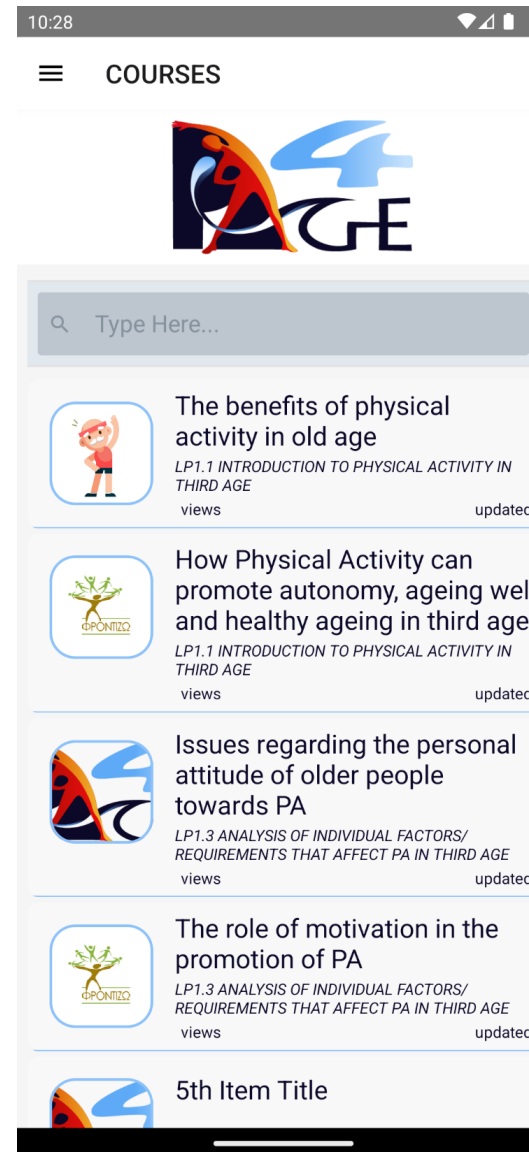 10:28
COURSES
PA4AGE
Type Here...
The benefits of physical
activity in old age
LP1.1 INTRODUCTION TO PHYSICAL ACTIVITY IN
THIRD AGE
views updated
How Physical Activity can
promote autonomy, ageing wel
and healthy ageing in third age
ΦΡΟΝΤΙΖΩ
LP1.1 INTRODUCTION TO PHYSICAL ACTIVITY IN
THIRD AGE
views updated
Issues regarding the personal
attitude of older people
towards PA
LP1.3 ANALYSIS OF INDIVIDUAL FACTORS/
REQUIREMENTS THAT AFFECT PA IN THIRD AGE
views updated
The role of motivation in the
promotion of PA
ΦΡΟΝΤΙΖΩ
LP1.3 ANALYSIS OF INDIVIDUAL FACTORS/
REQUIREMENTS THAT AFFECT PA IN THIRD AGE
views updated
5th Item Title